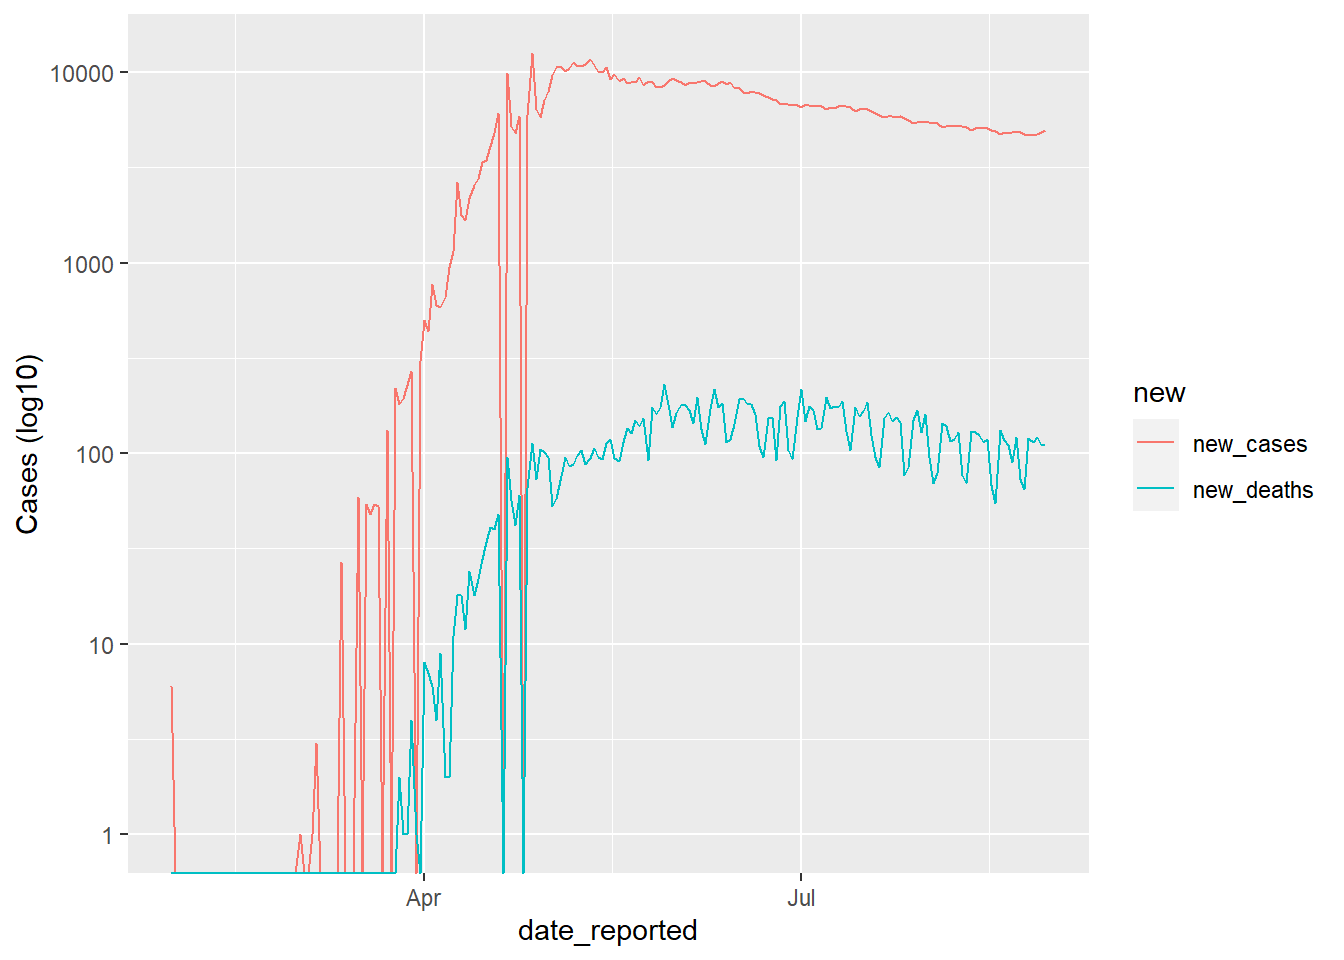 Cases (log10)
10000
1000
100
10
1
Apr
Jul
date_reported
new
new_cases
new_deaths